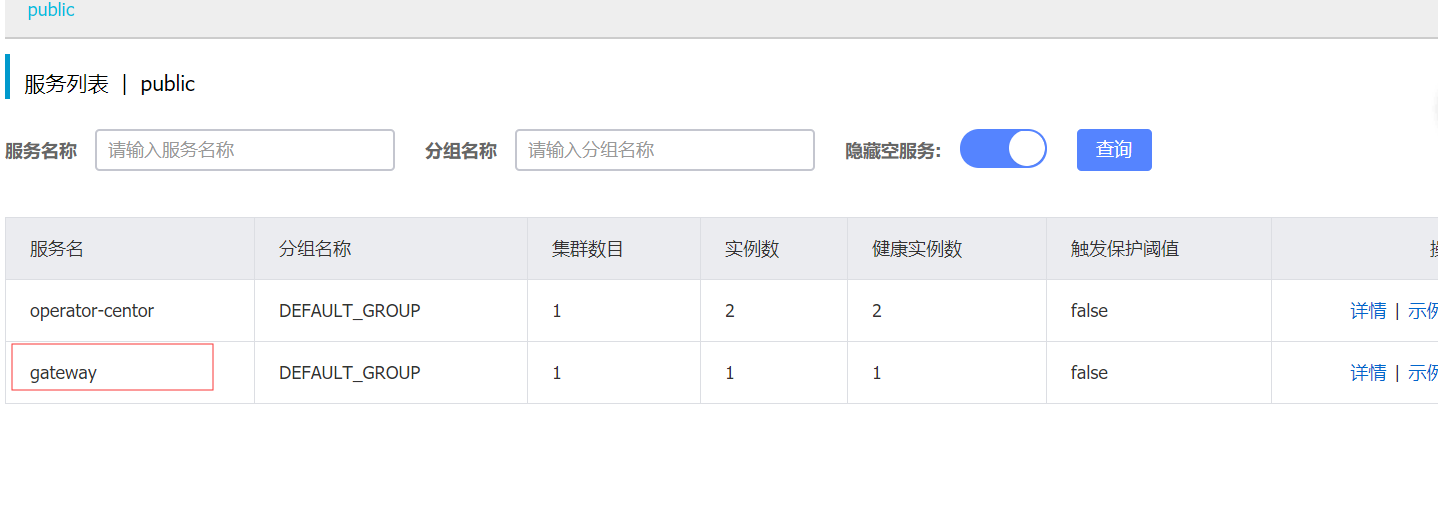 public
服务列表 | public
服务名称 请输入服务名称 分组名称 请输入分组名称 隐藏空服务: 查询
服务名 分组名称 集群数目 实例数 健康实例数 触发保护阈值
operator-centor DEFAULT_GROUP 1 2 2 false 详情 | 示
gateway DEFAULT_GROUP 1 1 1 false 详情 | 示